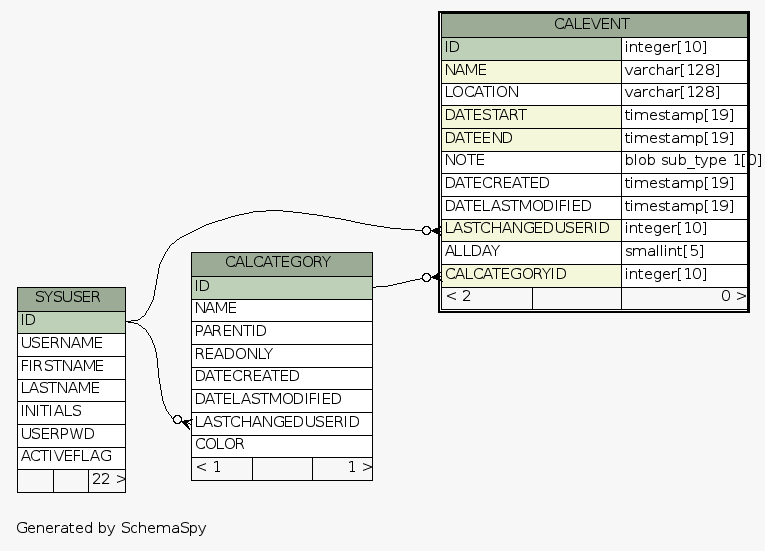 CALEVENT
ID integer[10]
NAME varchar[128]
LOCATION varchar[128]
DATESTART timestamp[19]
DATEEND timestamp[19]
NOTE blob sub_type 1[0]
DATECREATED timestamp[19]
DATELASTMODIFIED timestamp[19]
LASTCHANGEDUSERID integer[10]
ALLDAY smallint[5]
CALCATEGORYID integer[10]
< 2 0 >
CALCATEGORY
ID
NAME
PARENTID
READONLY
DATECREATED
DATELASTMODIFIED
LASTCHANGEDUSERID
COLOR
< 1 1 >
SYSUSER
ID
USERNAME
FIRSTNAME
LASTNAME
INITIALS
USERPWD
ACTIVEFLAG
22 >
Generated by SchemaSpy